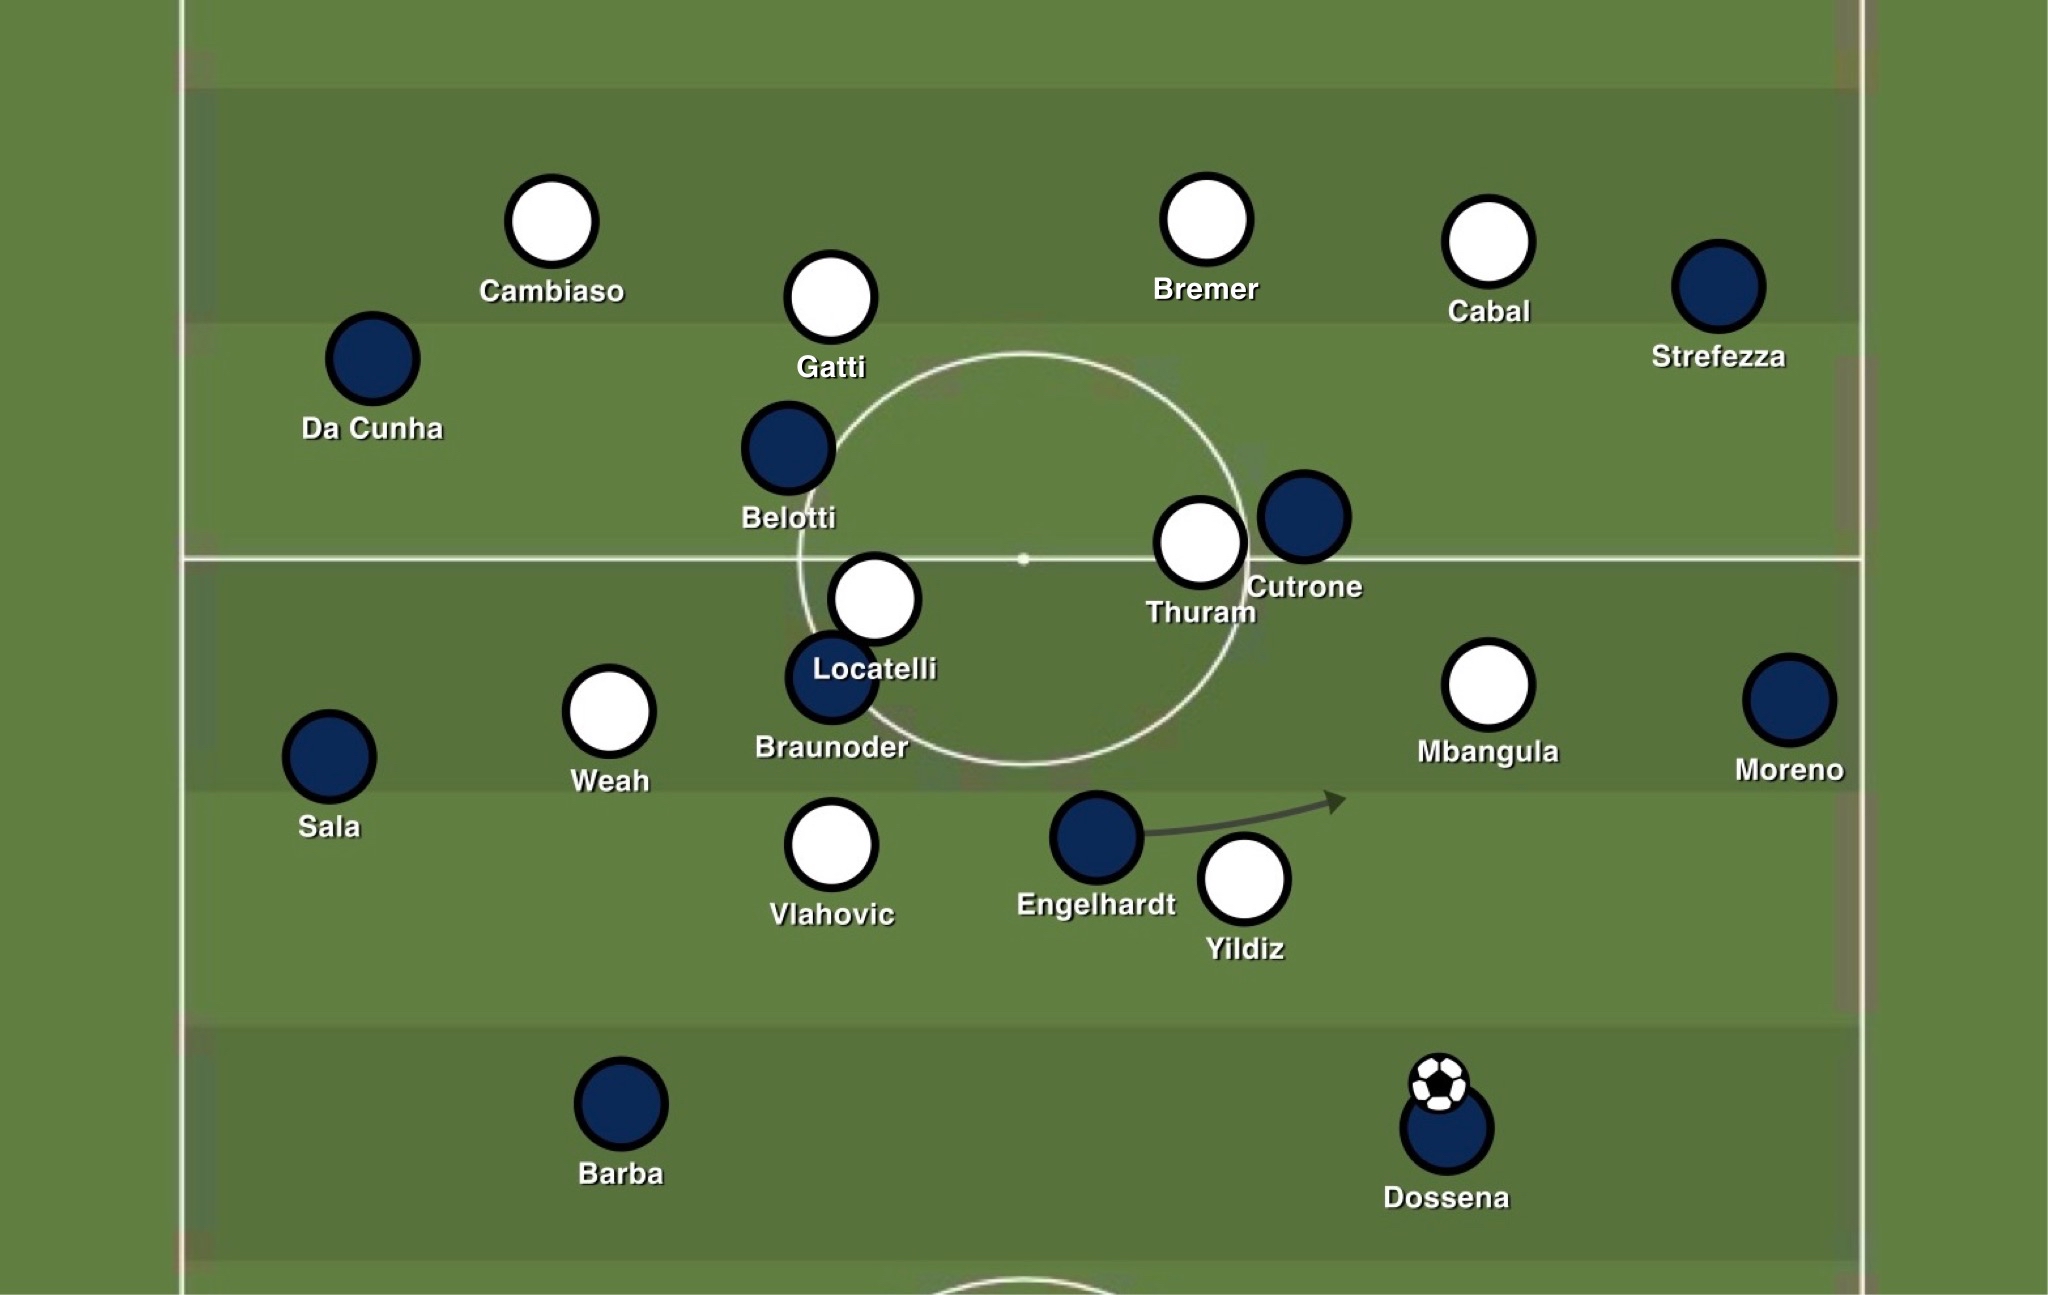 Cambiaso
Bremer
Cabal
Gatti
Strefezza
Da Cunha
Belotti
Cutrone
Thuram
Locatelli
Braunoder
Mbangula
Moreno
Weah
Sala
Vlahovic
Engelhardt
Yildiz
Barba
Dossena